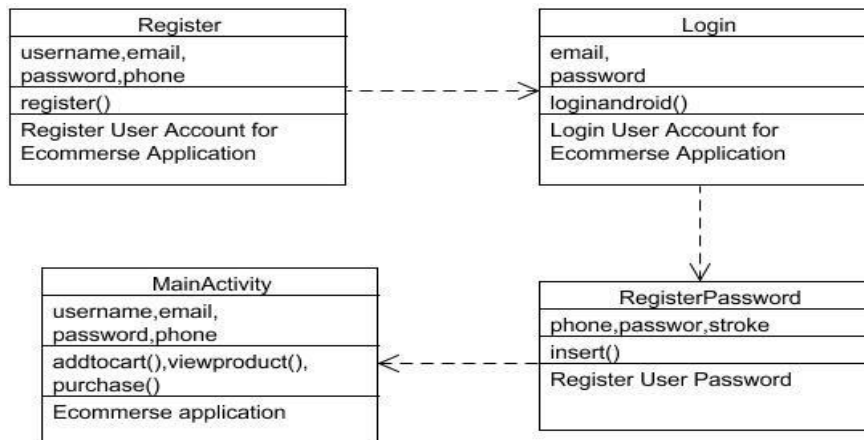 Register
username,email,
password,phone
register()
Register User Account for
Ecommerse Application
Login
email,
password
loginandroid()
Login User Account for
Ecommerse Application
MainActivity
username,email,
password,phone
addtocart(),viewproduct(),
purchase()
Ecommerse application
RegisterPassword
phone,passwor,stroke
insert()
Register User Password